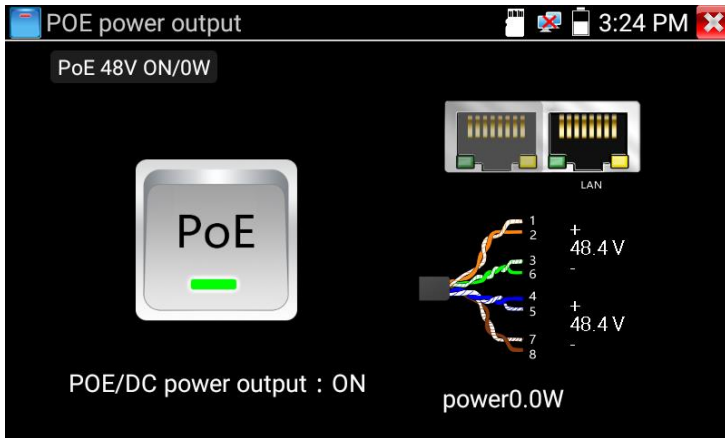 POE power output
3:24 PM
PoE 48V ON/0W
PoE
LAN
1
2
+
48.4 V
3
6
-
4
5
+
48.4 V
7
8
-
POE/DC power output : ON
power0.0W